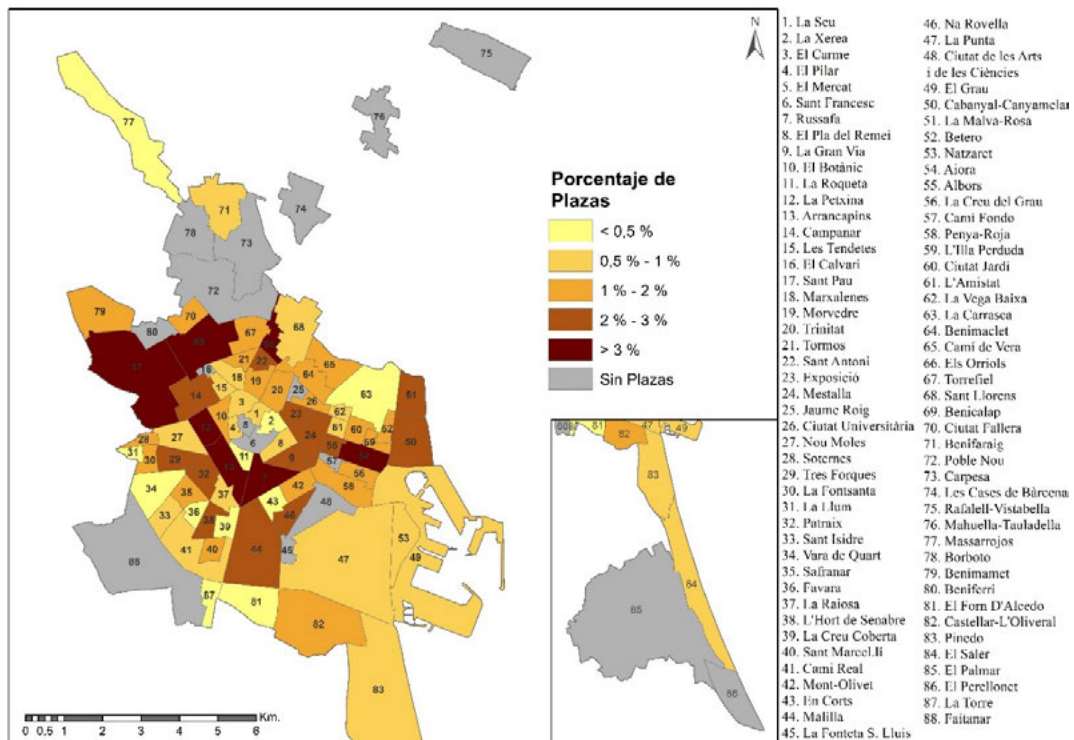 N
Porcentaje de
Plazas
< 0,5 %
0,5 % - 1 %
1 % - 2 %
2 % - 3 %
> 3 %
Sin Plazas
0 0.5 1 2 3 4 5 6 Km.
1. La Seu
2. La Xerea
3. El Carme
4. El Pilar
5. El Mercat
6. Sant Francesc
7. Russafa
8. El Pla del Remei
9. La Gran Via
10. El Botànic
11. La Roqueta
12. La Petxina
13. Arrancapins
14. Campanar
15. Les Tendetes
16. El Calvari
17. Sant Pau
18. Marxalenes
19. Morvedre
20. Trinitat
21. Tormos
22. Sant Antoni
23. Exposició
24. Mestalla
25. Jaume Roig
26. Ciutat Universitària
27. Nou Moles
28. Soternes
29. Tres Forques
30. La Fontsanta
31. La Llum
32. Patraix
33. Sant Isidre
34. Vara de Quart
35. Safranar
36. Favara
37. La Raiosa
38. L'Hort de Senabre
39. La Creu Coberta
40. Sant Marcel.lí
41. Camí Real
42. Mont-Olivet
43. En Corts
44. Malilla
45. La Fonteta S. Lluis
46. Na Rovella
47. La Punta
48. Ciutat de les Arts
i de les Ciències
49. El Grau
50. Cabanyal-Canyamelar
51. La Malva-Rosa
52. Betero
53. Natzaret
54. Aiora
55. Albors
56. La Creu del Grau
57. Camí Fondo
58. Penya-Roja
59. L'Illa Perduda
60. Ciutat Jardi
61. L'Amistat
62. La Vega Baixa
63. La Carrasca
64. Benimaclet
65. Camí de Vera
66. Els Orriols
67. Torrefiel
68. Sant Llorens
69. Benicalap
70. Ciutat Fallera
71. Benifaraig
72. Poble Nou
73. Carpesa
74. Les Cases de Bàrcena
75. Rafalell-Vistabella
76. Mahuella-Tauladella
77. Massarrojos
78. Borbotó
79. Benimamet
80. Beniferri
81. El Forn D'Alcedo
82. Castellar-L'Oliveral
83. Pinedo
84. El Saler
85. El Palmar
86. El Perellonet
87. La Torre
88. Faitanar